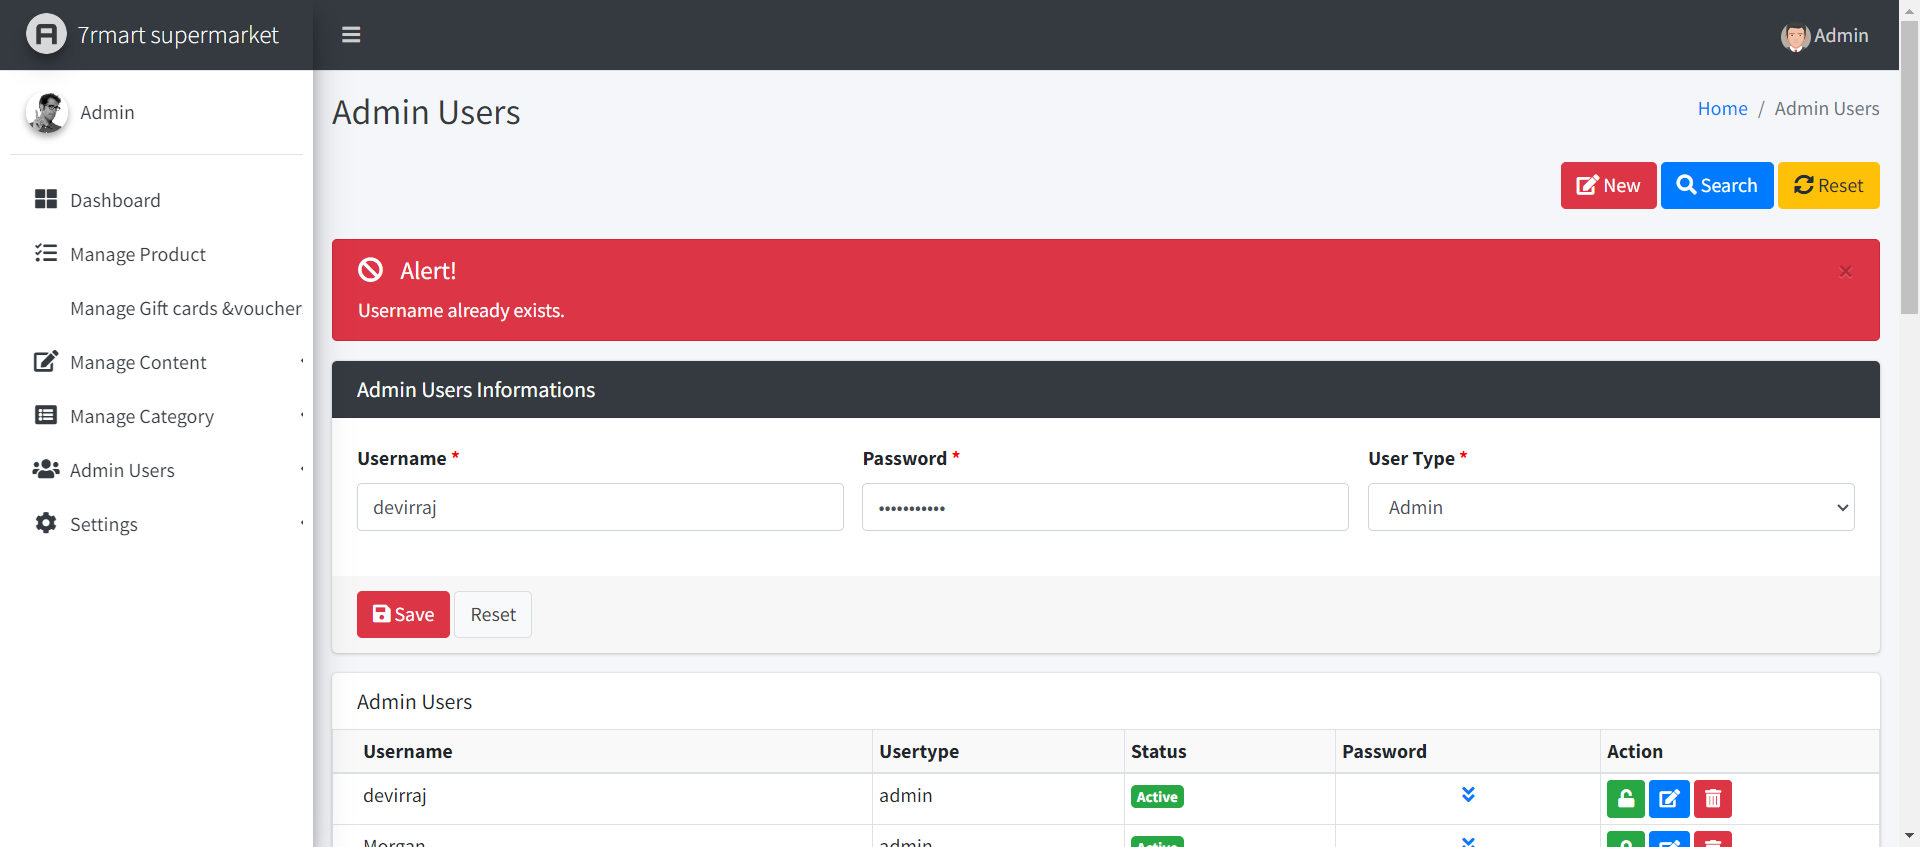 7rmart supermarket
Admin
Admin
Dashboard
Manage Product
Manage Gift cards &voucher
Manage Content
Manage Category
Admin Users
Settings
Admin Users
Home / Admin Users
New Search Reset
Alert!
×
Username already exists.
Admin Users Informations
Username * Password * User Type *
devirraj ••••••••••• Admin
Save Reset
Admin Users
Username Usertype Status Password Action
devirraj admin Active
Morgan admin Active